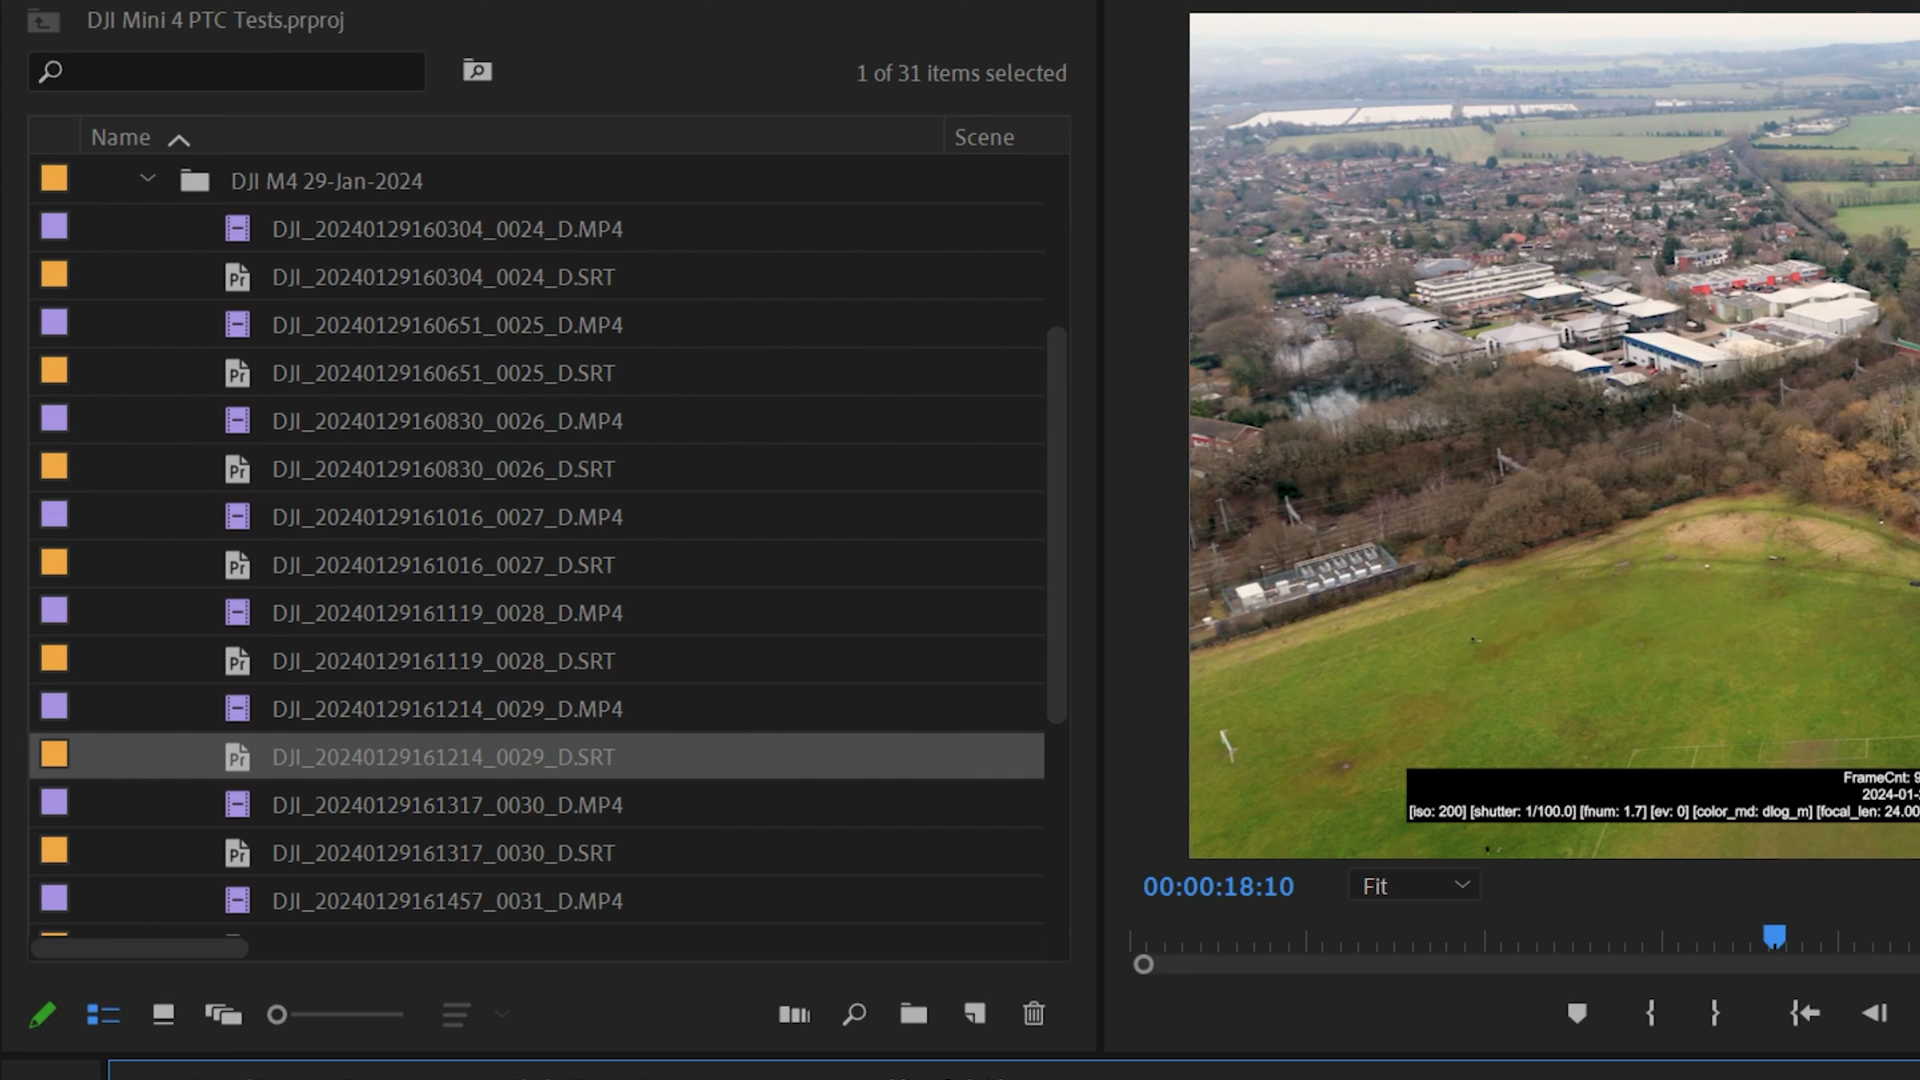 DJI Mini 4 PTC Tests.prproj
1 of 31 items selected
Name
Scene
DJI M4 29-Jan-2024
DJI_20240129160304_0024_D.MP4
DJI_20240129160304_0024_D.SRT
DJI_20240129160651_0025_D.MP4
DJI_20240129160651_0025_D.SRT
DJI_20240129160830_0026_D.MP4
DJI_20240129160830_0026_D.SRT
DJI_20240129161016_0027_D.MP4
DJI_20240129161016_0027_D.SRT
DJI_20240129161119_0028_D.MP4
DJI_20240129161119_0028_D.SRT
DJI_20240129161214_0029_D.MP4
DJI_20240129161214_0029_D.SRT
DJI_20240129161317_0030_D.MP4
DJI_20240129161317_0030_D.SRT
DJI_20240129161457_0031_D.MP4
FrameCnt: 9
2024-01-
[iso: 200] [shutter: 1/100.0] [fnum: 1.7] [ev: 0] [color_md: dlog_m] [focal_len: 24.00
00:00:18:10
Fit